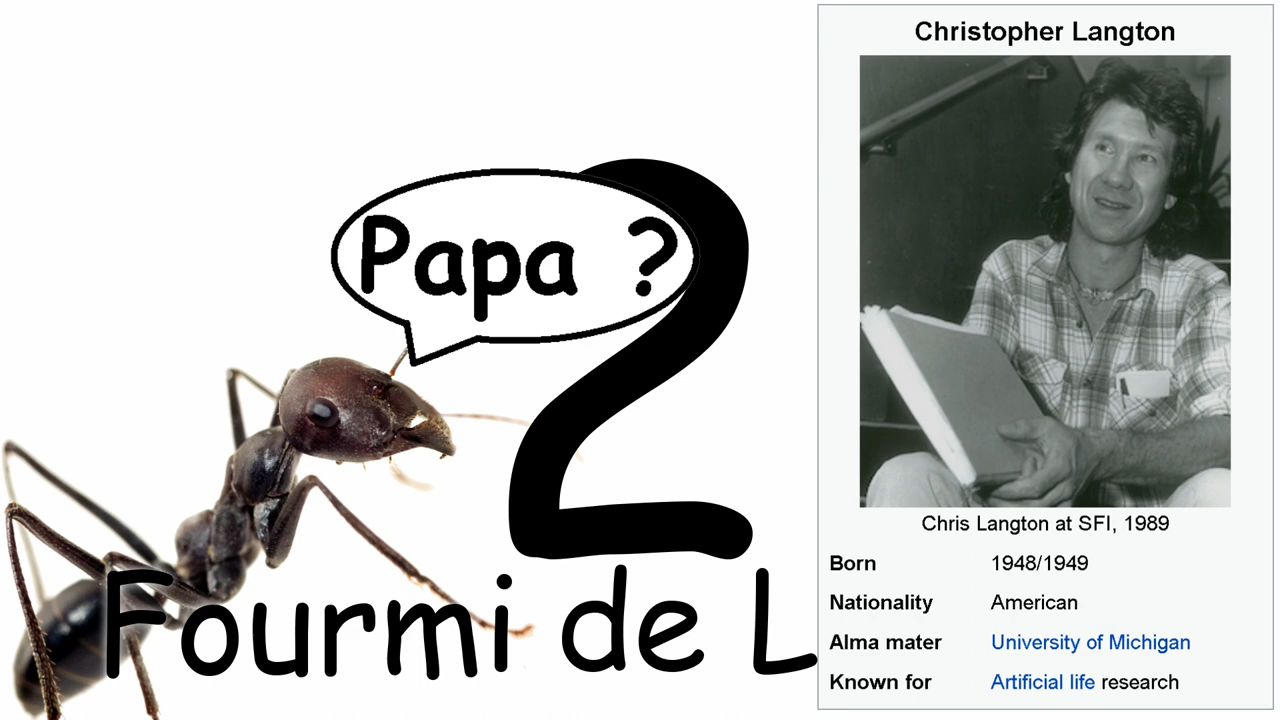 Papa ?
2
Fourmi de L
Christopher Langton
Chris Langton at SFI, 1989
Born 1948/1949
Nationality American
Alma mater University of Michigan
Known for Artificial life research